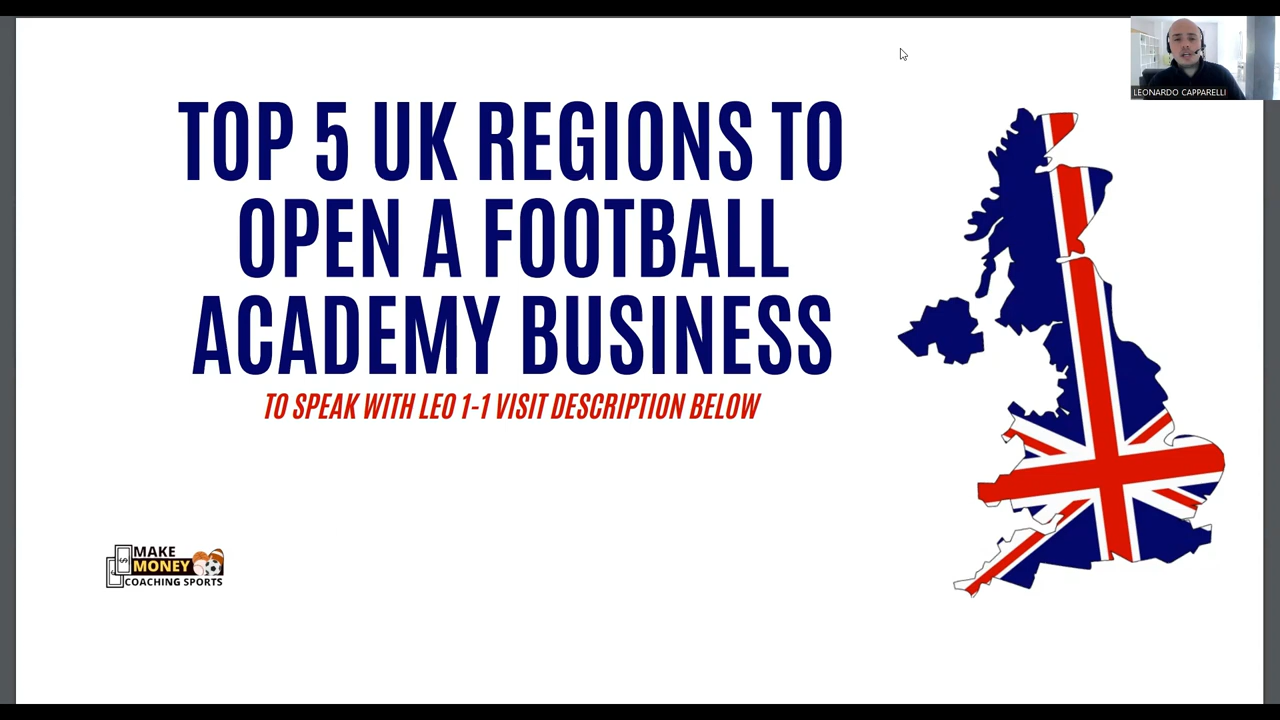 LEONARDO CAPPARELLI
TOP 5 UK REGIONS TO
OPEN A FOOTBALL
ACADEMY BUSINESS
TO SPEAK WITH LEO 1-1 VISIT DESCRIPTION BELOW
MAKE
MONEY
COACHING SPORTS